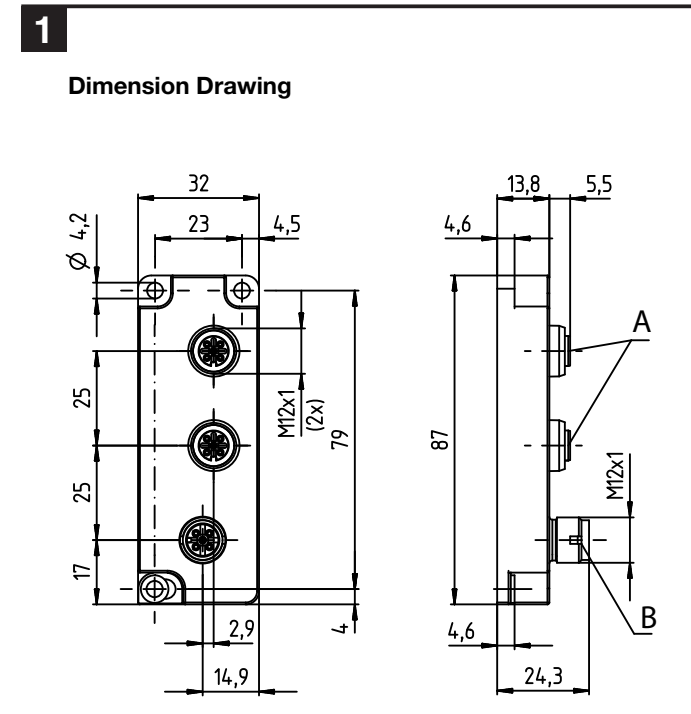 1
Dimension Drawing
32
23
4,5
Ø 4,2
25
25
17
M12x1
(2x)
79
4
2,9
14,9
13,8
5,5
4,6
A
87
M12x1
B
4,6
24,3